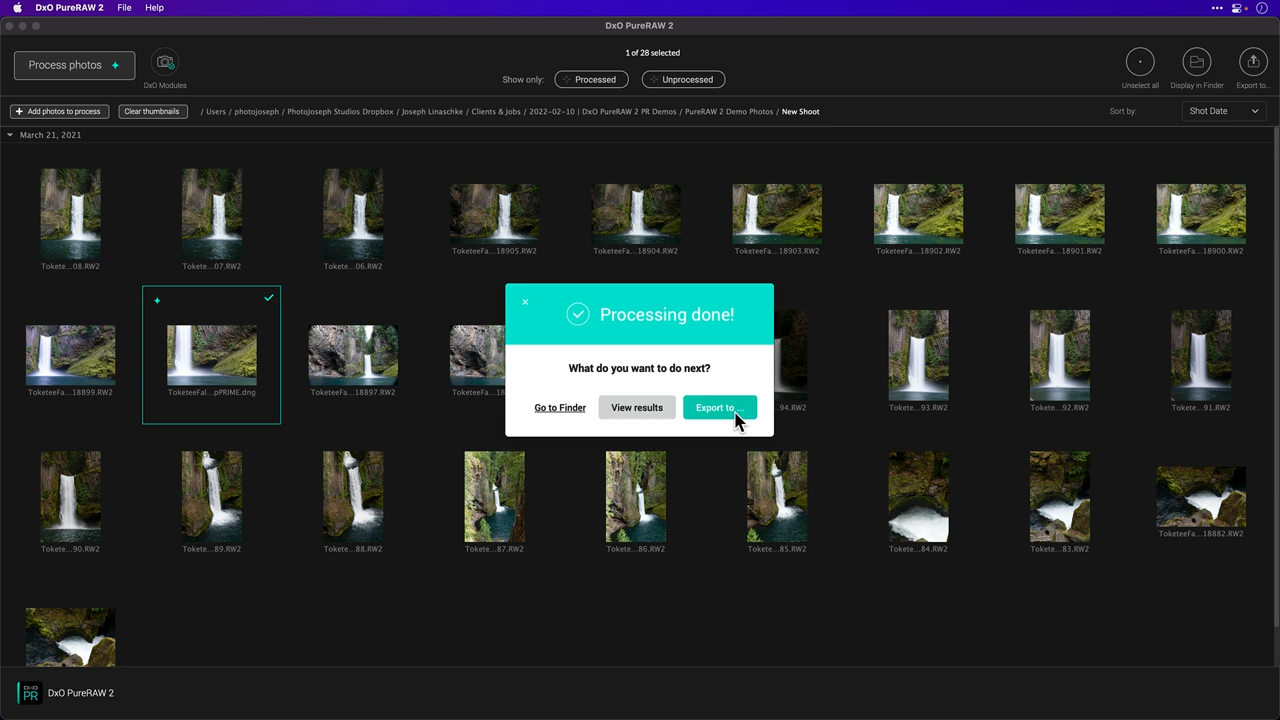 DxO PureRAW 2 File Help
DxO PureRAW 2
Process photos
DxO Modules
1 of 28 selected
Show only: Processed Unprocessed
Unselect all Display in Finder Export to...
+ Add photos to process Clear thumbnails / Users / photojoseph / PhotoJoseph Studios Dropbox / Joseph Linaschke / Clients & Jobs / 2022-02-10 | DxO PureRAW 2 PR Demos / PureRAW 2 Demo Photos / New Shoot Sort by: Shot Date
March 21, 2021
Tokete...08.RW2 Tokete...07.RW2 Tokete...06.RW2 ToketeeFa...18905.RW2 ToketeeFa...18904.RW2 ToketeeFa...18903.RW2 ToketeeFa...18902.RW2 ToketeeFa...18901.RW2 ToketeeFa...18900.RW2
ToketeeFa...18899.RW2 ToketeeFal...pPRIME.dng ToketeeFa...18897.RW2 ToketeeFa...188 ...94.RW2 Tokete...93.RW2 Tokete...92.RW2 Tokete...91.RW2
Processing done!
What do you want to do next?
Go to Finder View results Export to ...
Tokete...90.RW2 Tokete...89.RW2 Tokete...88.RW2 Tokete...87.RW2 Tokete...86.RW2 Tokete...85.RW2 Tokete...84.RW2 Tokete...83.RW2 ToketeeFa...18882.RW2
DxO PR DxO PureRAW 2